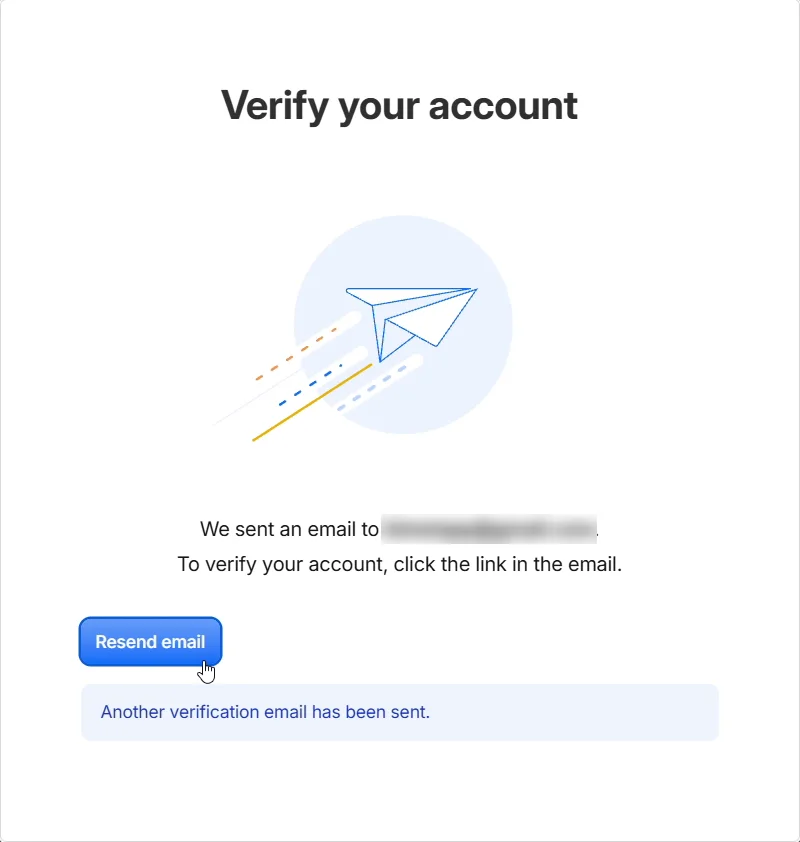 Verify your account
We sent an email to .
To verify your account, click the link in the email.
Resend email
Another verification email has been sent.